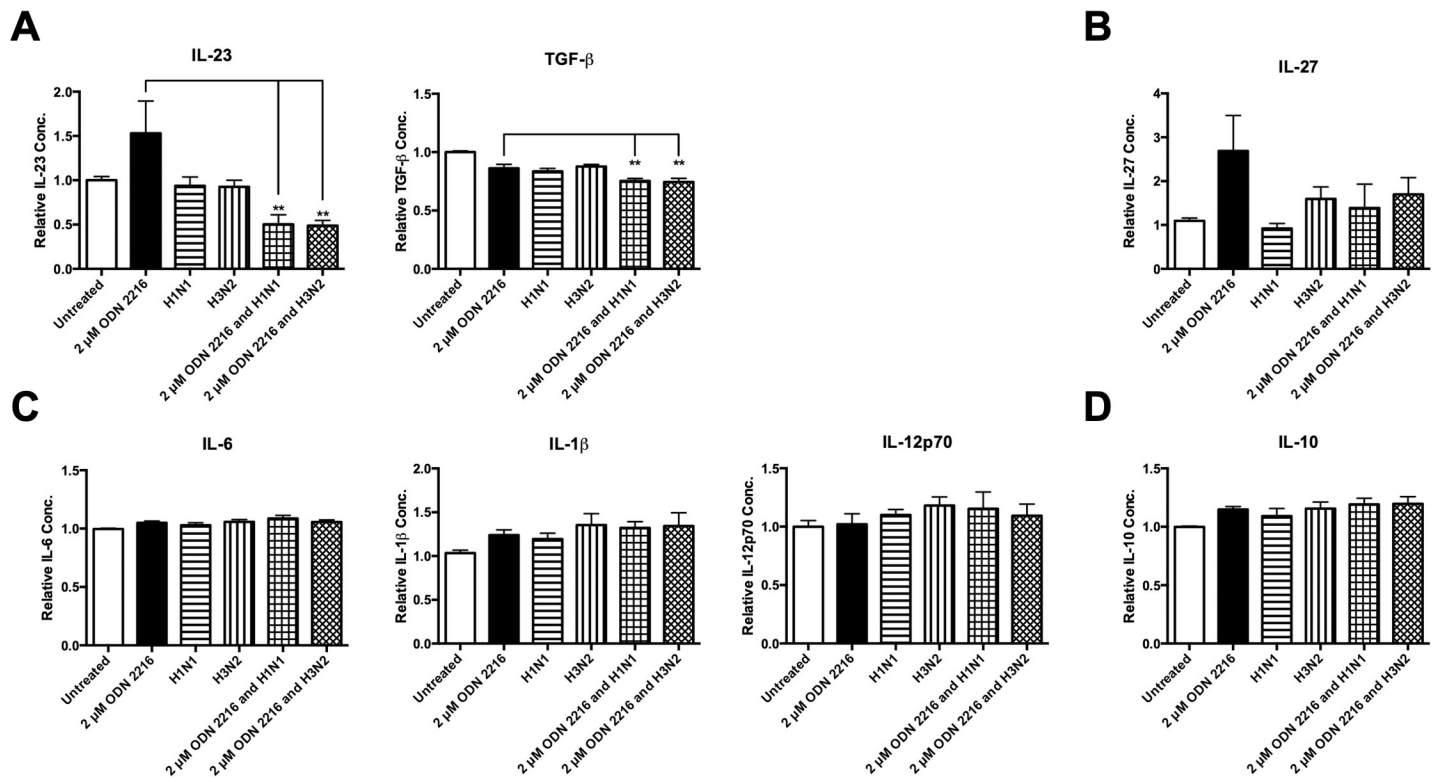 A
IL-23
Relative IL-23 Conc.
2.0
1.5
1.0
0.5
0.0
**
**
Untreated
2 µM ODN 2216
H1N1
H3N2
2 µM ODN 2216 and H1N1
2 µM ODN 2216 and H3N2
TGF-β
Relative TGF-β Conc.
1.5
1.0
0.5
0.0
**
**
Untreated
2 µM ODN 2216
H1N1
H3N2
2 µM ODN 2216 and H1N1
2 µM ODN 2216 and H3N2
B
IL-27
Relative IL-27 Conc.
4
3
2
1
0
Untreated
2 µM ODN 2216
H1N1
H3N2
2 µM ODN 2216 and H1N1
2 µM ODN 2216 and H3N2
C
IL-6
Relative IL-6 Conc.
1.5
1.0
0.5
0.0
Untreated
2 µM ODN 2216
H1N1
H3N2
2 µM ODN 2216 and H1N1
2 µM ODN 2216 and H3N2
IL-1β
Relative IL-1β Conc.
2.0
1.5
1.0
0.5
0.0
Untreated
2 µM ODN 2216
H1N1
H3N2
2 µM ODN 2216 and H1N1
2 µM ODN 2216 and H3N2
IL-12p70
Relative IL-12p70 Conc.
1.5
1.0
0.5
0.0
Untreated
2 µM ODN 2216
H1N1
H3N2
2 µM ODN 2216 and H1N1
2 µM ODN 2216 and H3N2
D
IL-10
Relative IL-10 Conc.
1.5
1.0
0.5
0.0
Untreated
2 µM ODN 2216
H1N1
H3N2
2 µM ODN 2216 and H1N1
2 µM ODN 2216 and H3N2